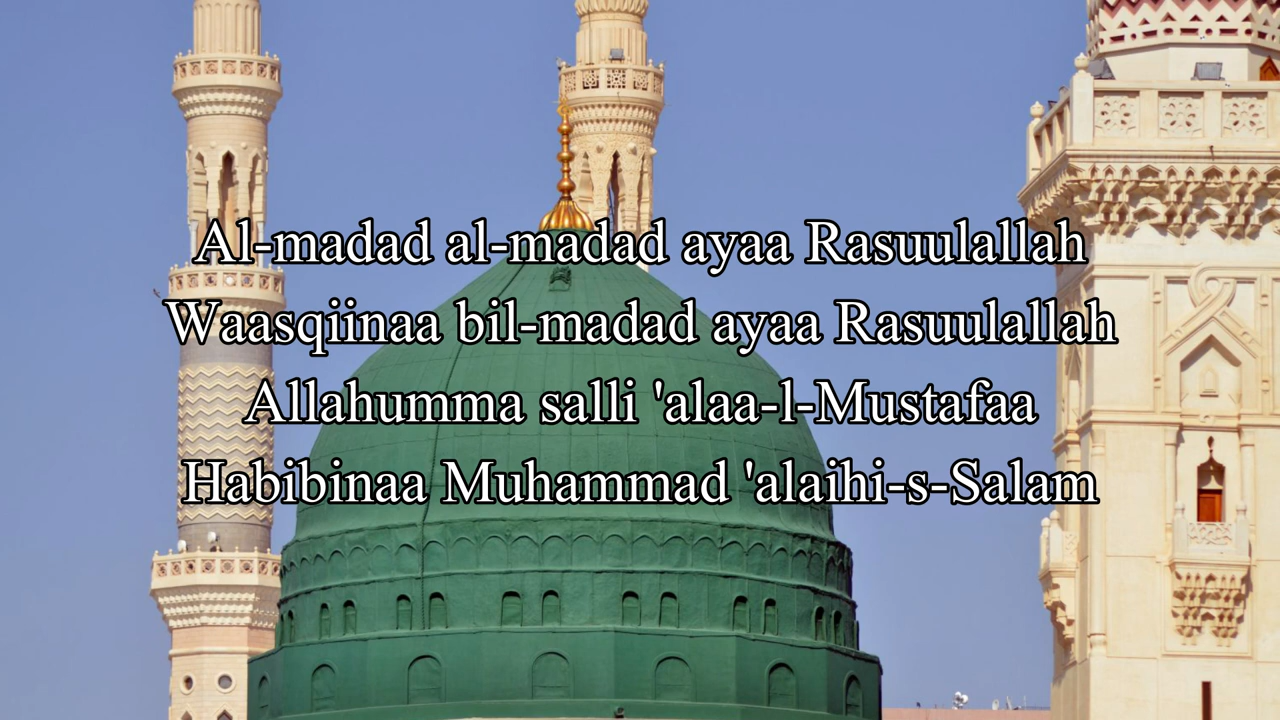 Al-madad al-madad ayaa Rasuulallah
Waasqiinaa bil-madad ayaa Rasuulallah
Allahumma salli 'alaa-l-Mustafaa
Habibinaa Muhammad 'alaihi-s-Salam